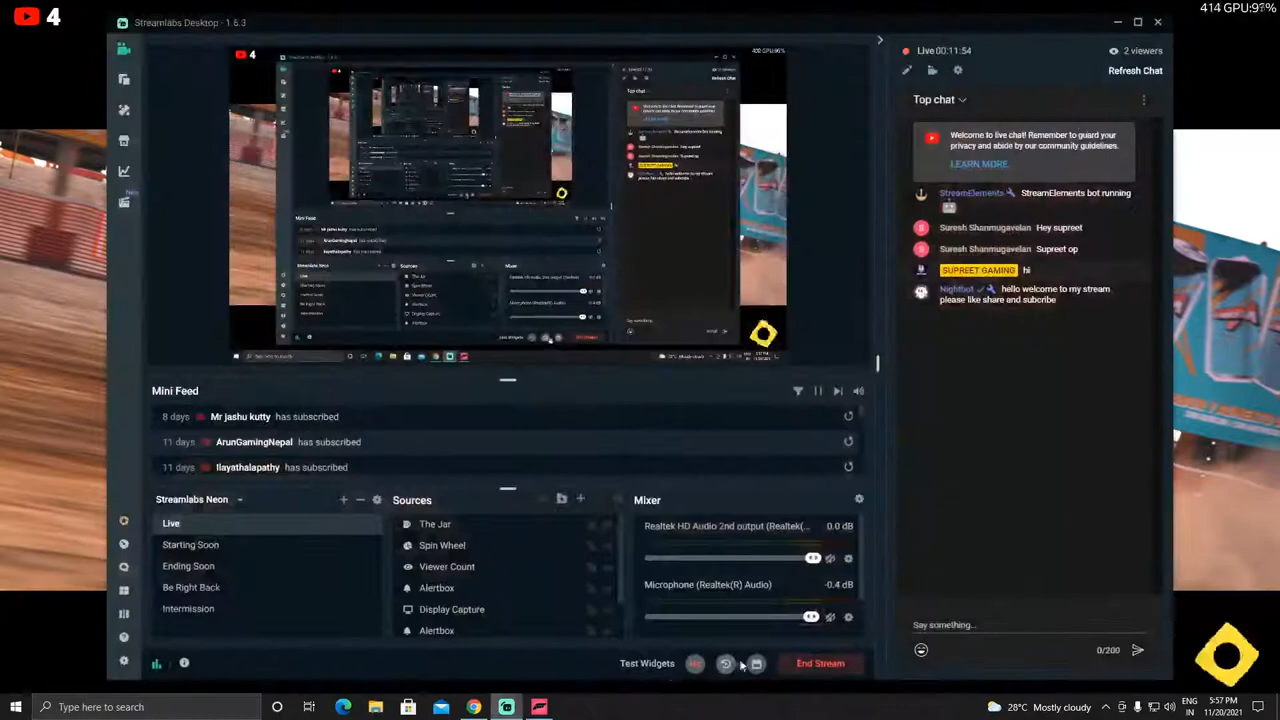 4
414 GPU:
Streamlabs Desktop - 1.6.3
Live 00:11:54
2 viewers
Refresh Chat
Top chat
Welcome to live chat! Remember to guard your
privacy and abide by our community guidelines.
LEARN MORE
StreamElements StreamElements bot running
Suresh Shanmugavelan Hey supreet
Suresh Shanmugavelan Supreet op
SUPREET GAMING hi
Nightbot hello welcome to my stream
please like share and subcribe
Mini Feed
8 days Mr jashu kutty has subscribed
11 days ArunGamingNepal has subscribed
11 days Ilayathalapathy has subscribed
Streamlabs Neon
Live
Starting Soon
Ending Soon
Be Right Back
Intermission
Sources
The Jar
Spin Wheel
Viewer Count
Alertbox
Display Capture
Alertbox
Mixer
Realtek HD Audio 2nd output (Realtek(...
0.0 dB
Microphone (Realtek(R) Audio)
-0.4 dB
Say something...
0/200
Test Widgets
REC
End Stream
Type here to search
28°C Mostly cloudy
ENG
IN
5:57 PM
11/20/2021